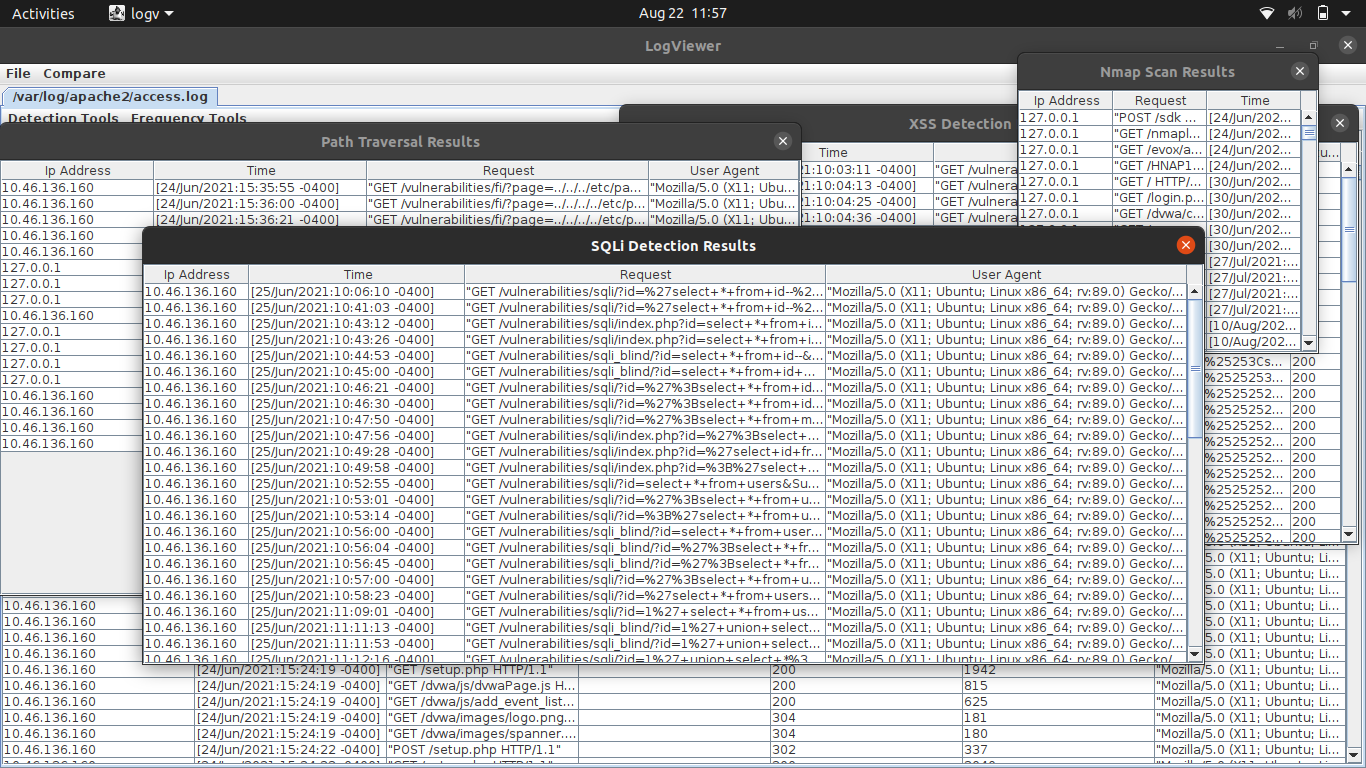 Activities logv Aug 22 11:57
LogViewer
File Compare
/var/log/apache2/access.log
Detection Tools Frequency Tools
Nmap Scan Results
Ip Address Request Time
127.0.0.1 "POST /sdk ... [24/Jun/202...
127.0.0.1 "GET /nmapl... [24/Jun/202...
127.0.0.1 "GET /evox/a... [24/Jun/202...
127.0.0.1 "GET /HNAP1... [24/Jun/202...
127.0.0.1 "GET / HTTP/... [30/Jun/202...
127.0.0.1 "GET /login.p... [30/Jun/202...
127.0.0.1 "GET /dvwa/c... [30/Jun/202...
[30/Jun/202...
[30/Jun/202...
[27/Jul/2021:...
[27/Jul/2021:...
[27/Jul/2021:...
[27/Jul/2021:...
[10/Aug/202...
[10/Aug/202...
XSS Detection
Time
21:10:03:11 -0400] "GET /vulnera
21:10:04:13 -0400] "GET /vulnera
21:10:04:25 -0400] "GET /vulnera
21:10:04:36 -0400] "GET /vulnera
Path Traversal Results
Ip Address Time Request User Agent
10.46.136.160 [24/Jun/2021:15:35:55 -0400] "GET /vulnerabilities/fi/?page=../../../etc/pa... "Mozilla/5.0 (X11; Ubu...
10.46.136.160 [24/Jun/2021:15:36:00 -0400] "GET /vulnerabilities/fi/?page=../../../../etc/p... "Mozilla/5.0 (X11; Ubu...
10.46.136.160 [24/Jun/2021:15:36:21 -0400] "GET /vulnerabilities/fi/?page=../../../../etc/p... "Mozilla/5.0 (X11; Ubu...
10.46.136.160
10.46.136.160
127.0.0.1
127.0.0.1
127.0.0.1
10.46.136.160
127.0.0.1
127.0.0.1
127.0.0.1
127.0.0.1
10.46.136.160
10.46.136.160
10.46.136.160
10.46.136.160
SQLi Detection Results
Ip Address Time Request User Agent
10.46.136.160 [25/Jun/2021:10:06:10 -0400] "GET /vulnerabilities/sqli/?id=%27select+*+from+id--%2... "Mozilla/5.0 (X11; Ubuntu; Linux x86_64; rv:89.0) Gecko/...
10.46.136.160 [25/Jun/2021:10:41:03 -0400] "GET /vulnerabilities/sqli/?id=%27select+*+from+id--%2... "Mozilla/5.0 (X11; Ubuntu; Linux x86_64; rv:89.0) Gecko/...
10.46.136.160 [25/Jun/2021:10:43:12 -0400] "GET /vulnerabilities/sqli/index.php?id=select+*+from+i... "Mozilla/5.0 (X11; Ubuntu; Linux x86_64; rv:89.0) Gecko/...
10.46.136.160 [25/Jun/2021:10:43:26 -0400] "GET /vulnerabilities/sqli/index.php?id=select+*+from+i... "Mozilla/5.0 (X11; Ubuntu; Linux x86_64; rv:89.0) Gecko/...
10.46.136.160 [25/Jun/2021:10:44:53 -0400] "GET /vulnerabilities/sqli_blind/?id=select+*+from+id--&... "Mozilla/5.0 (X11; Ubuntu; Linux x86_64; rv:89.0) Gecko/...
10.46.136.160 [25/Jun/2021:10:45:00 -0400] "GET /vulnerabilities/sqli_blind/?id=select+*+from+id+... "Mozilla/5.0 (X11; Ubuntu; Linux x86_64; rv:89.0) Gecko/...
10.46.136.160 [25/Jun/2021:10:46:21 -0400] "GET /vulnerabilities/sqli/?id=%27%3Bselect+*+from+id... "Mozilla/5.0 (X11; Ubuntu; Linux x86_64; rv:89.0) Gecko/...
10.46.136.160 [25/Jun/2021:10:46:30 -0400] "GET /vulnerabilities/sqli/?id=%27%3Bselect+*+from+id... "Mozilla/5.0 (X11; Ubuntu; Linux x86_64; rv:89.0) Gecko/...
10.46.136.160 [25/Jun/2021:10:47:50 -0400] "GET /vulnerabilities/sqli/?id=%27%3Bselect+*+from+m... "Mozilla/5.0 (X11; Ubuntu; Linux x86_64; rv:89.0) Gecko/...
10.46.136.160 [25/Jun/2021:10:47:56 -0400] "GET /vulnerabilities/sqli/index.php?id=%27%3Bselect+... "Mozilla/5.0 (X11; Ubuntu; Linux x86_64; rv:89.0) Gecko/...
10.46.136.160 [25/Jun/2021:10:49:28 -0400] "GET /vulnerabilities/sqli/index.php?id=%27select+id+fr... "Mozilla/5.0 (X11; Ubuntu; Linux x86_64; rv:89.0) Gecko/...
10.46.136.160 [25/Jun/2021:10:49:58 -0400] "GET /vulnerabilities/sqli/index.php?id=%3B%27select+... "Mozilla/5.0 (X11; Ubuntu; Linux x86_64; rv:89.0) Gecko/...
10.46.136.160 [25/Jun/2021:10:52:55 -0400] "GET /vulnerabilities/sqli/?id=select+*+from+users&Su... "Mozilla/5.0 (X11; Ubuntu; Linux x86_64; rv:89.0) Gecko/...
10.46.136.160 [25/Jun/2021:10:53:01 -0400] "GET /vulnerabilities/sqli/?id=%27%3Bselect+*+from+u... "Mozilla/5.0 (X11; Ubuntu; Linux x86_64; rv:89.0) Gecko/...
10.46.136.160 [25/Jun/2021:10:53:14 -0400] "GET /vulnerabilities/sqli/?id=%3B%27select+*+from+u... "Mozilla/5.0 (X11; Ubuntu; Linux x86_64; rv:89.0) Gecko/...
10.46.136.160 [25/Jun/2021:10:56:00 -0400] "GET /vulnerabilities/sqli_blind/?id=select+*+from+user... "Mozilla/5.0 (X11; Ubuntu; Linux x86_64; rv:89.0) Gecko/...
10.46.136.160 [25/Jun/2021:10:56:04 -0400] "GET /vulnerabilities/sqli_blind/?id=%27%3Bselect+*+fr... "Mozilla/5.0 (X11; Ubuntu; Linux x86_64; rv:89.0) Gecko/...
10.46.136.160 [25/Jun/2021:10:56:45 -0400] "GET /vulnerabilities/sqli_blind/?id=%27%3Bselect+*+fr... "Mozilla/5.0 (X11; Ubuntu; Linux x86_64; rv:89.0) Gecko/...
10.46.136.160 [25/Jun/2021:10:57:00 -0400] "GET /vulnerabilities/sqli/?id=%27%3Bselect+*+from+u... "Mozilla/5.0 (X11; Ubuntu; Linux x86_64; rv:89.0) Gecko/...
10.46.136.160 [25/Jun/2021:10:58:23 -0400] "GET /vulnerabilities/sqli/?id=%27select+*+from+users... "Mozilla/5.0 (X11; Ubuntu; Linux x86_64; rv:89.0) Gecko/...
10.46.136.160 [25/Jun/2021:11:09:01 -0400] "GET /vulnerabilities/sqli/?id=1%27+select+*+from+us... "Mozilla/5.0 (X11; Ubuntu; Linux x86_64; rv:89.0) Gecko/...
10.46.136.160 [25/Jun/2021:11:11:13 -0400] "GET /vulnerabilities/sqli_blind/?id=1%27+union+select... "Mozilla/5.0 (X11; Ubuntu; Linux x86_64; rv:89.0) Gecko/...
10.46.136.160 [25/Jun/2021:11:11:53 -0400] "GET /vulnerabilities/sqli_blind/?id=1%27+union+select... "Mozilla/5.0 (X11; Ubuntu; Linux x86_64; rv:89.0) Gecko/...
10.46.136.160 [25/Jun/2021:11:12:16 -0400] "GET /vulnerabilities/sqli/?id=1%27+union+select+*%3... "Mozilla/5.0 (X11; Ubuntu; Linux x86_64; rv:89.0) Gecko/...
%25253Cs... 200
%2525253... 200
%2525252... 200
%2525252... 200
%2525252... 200
%2525252... 200
%2525252... 200
%2525252... 200
%2525252... 200
%2525252... 200
%2525252... 200
%2525252... 200
10.46.136.160
10.46.136.160
10.46.136.160
10.46.136.160
10.46.136.160 [24/Jun/2021:15:24:19 -0400] "GET /setup.php HTTP/1.1" 200 1942 "Mozilla/5.0 (X11; Ubuntu; Li...
10.46.136.160 [24/Jun/2021:15:24:19 -0400] "GET /dvwa/js/dvwaPage.js H... 200 815 "Mozilla/5.0 (X11; Ubuntu; Li...
10.46.136.160 [24/Jun/2021:15:24:19 -0400] "GET /dvwa/js/add_event_list... 200 625 "Mozilla/5.0 (X11; Ubuntu; Li...
10.46.136.160 [24/Jun/2021:15:24:19 -0400] "GET /dvwa/images/logo.png... 304 181 "Mozilla/5.0 (X11; Ubuntu; Li...
10.46.136.160 [24/Jun/2021:15:24:19 -0400] "GET /dvwa/images/spanner.... 304 180 "Mozilla/5.0 (X11; Ubuntu; Li...
10.46.136.160 [24/Jun/2021:15:24:22 -0400] "POST /setup.php HTTP/1.1" 302 337 "Mozilla/5.0 (X11; Ubuntu; Li...